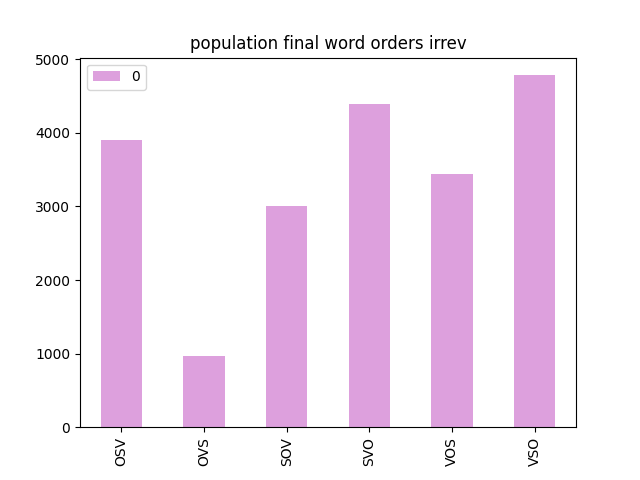 population final word orders irrev
0
5000
4000
3000
2000
1000
0
OSV
OVS
SOV
SVO
VOS
VSO